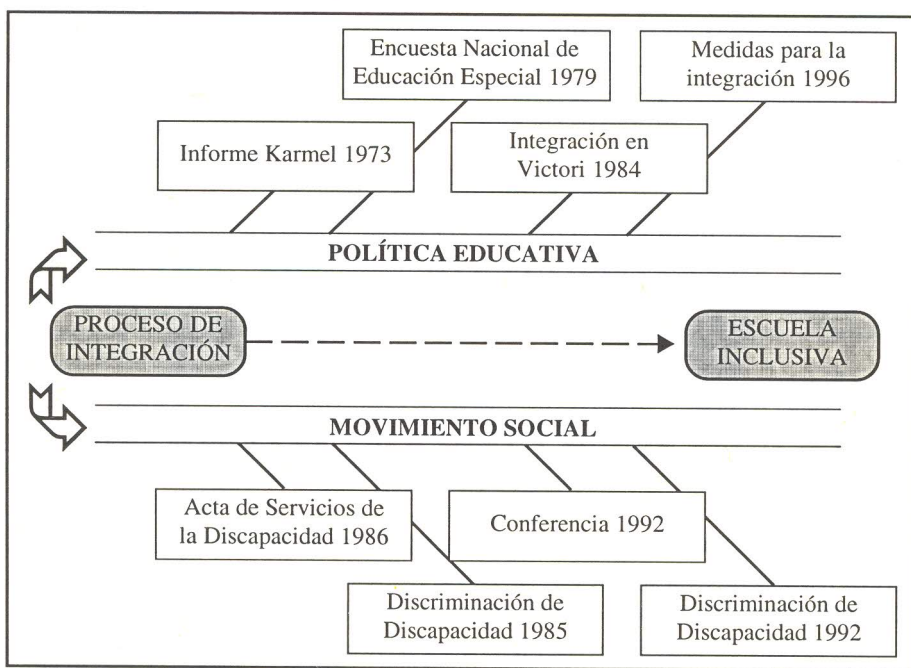 Encuesta Nacional de
Educación Especial 1979
Medidas para la
integración 1996
Informe Karmel 1973
Integración en
Victori 1984
POLÍTICA EDUCATIVA
PROCESO DE
INTEGRACIÓN
ESCUELA
INCLUSIVA
MOVIMIENTO SOCIAL
Acta de Servicios de
la Discapacidad 1986
Conferencia 1992
Discriminación de
Discapacidad 1985
Discriminación de
Discapacidad 1992